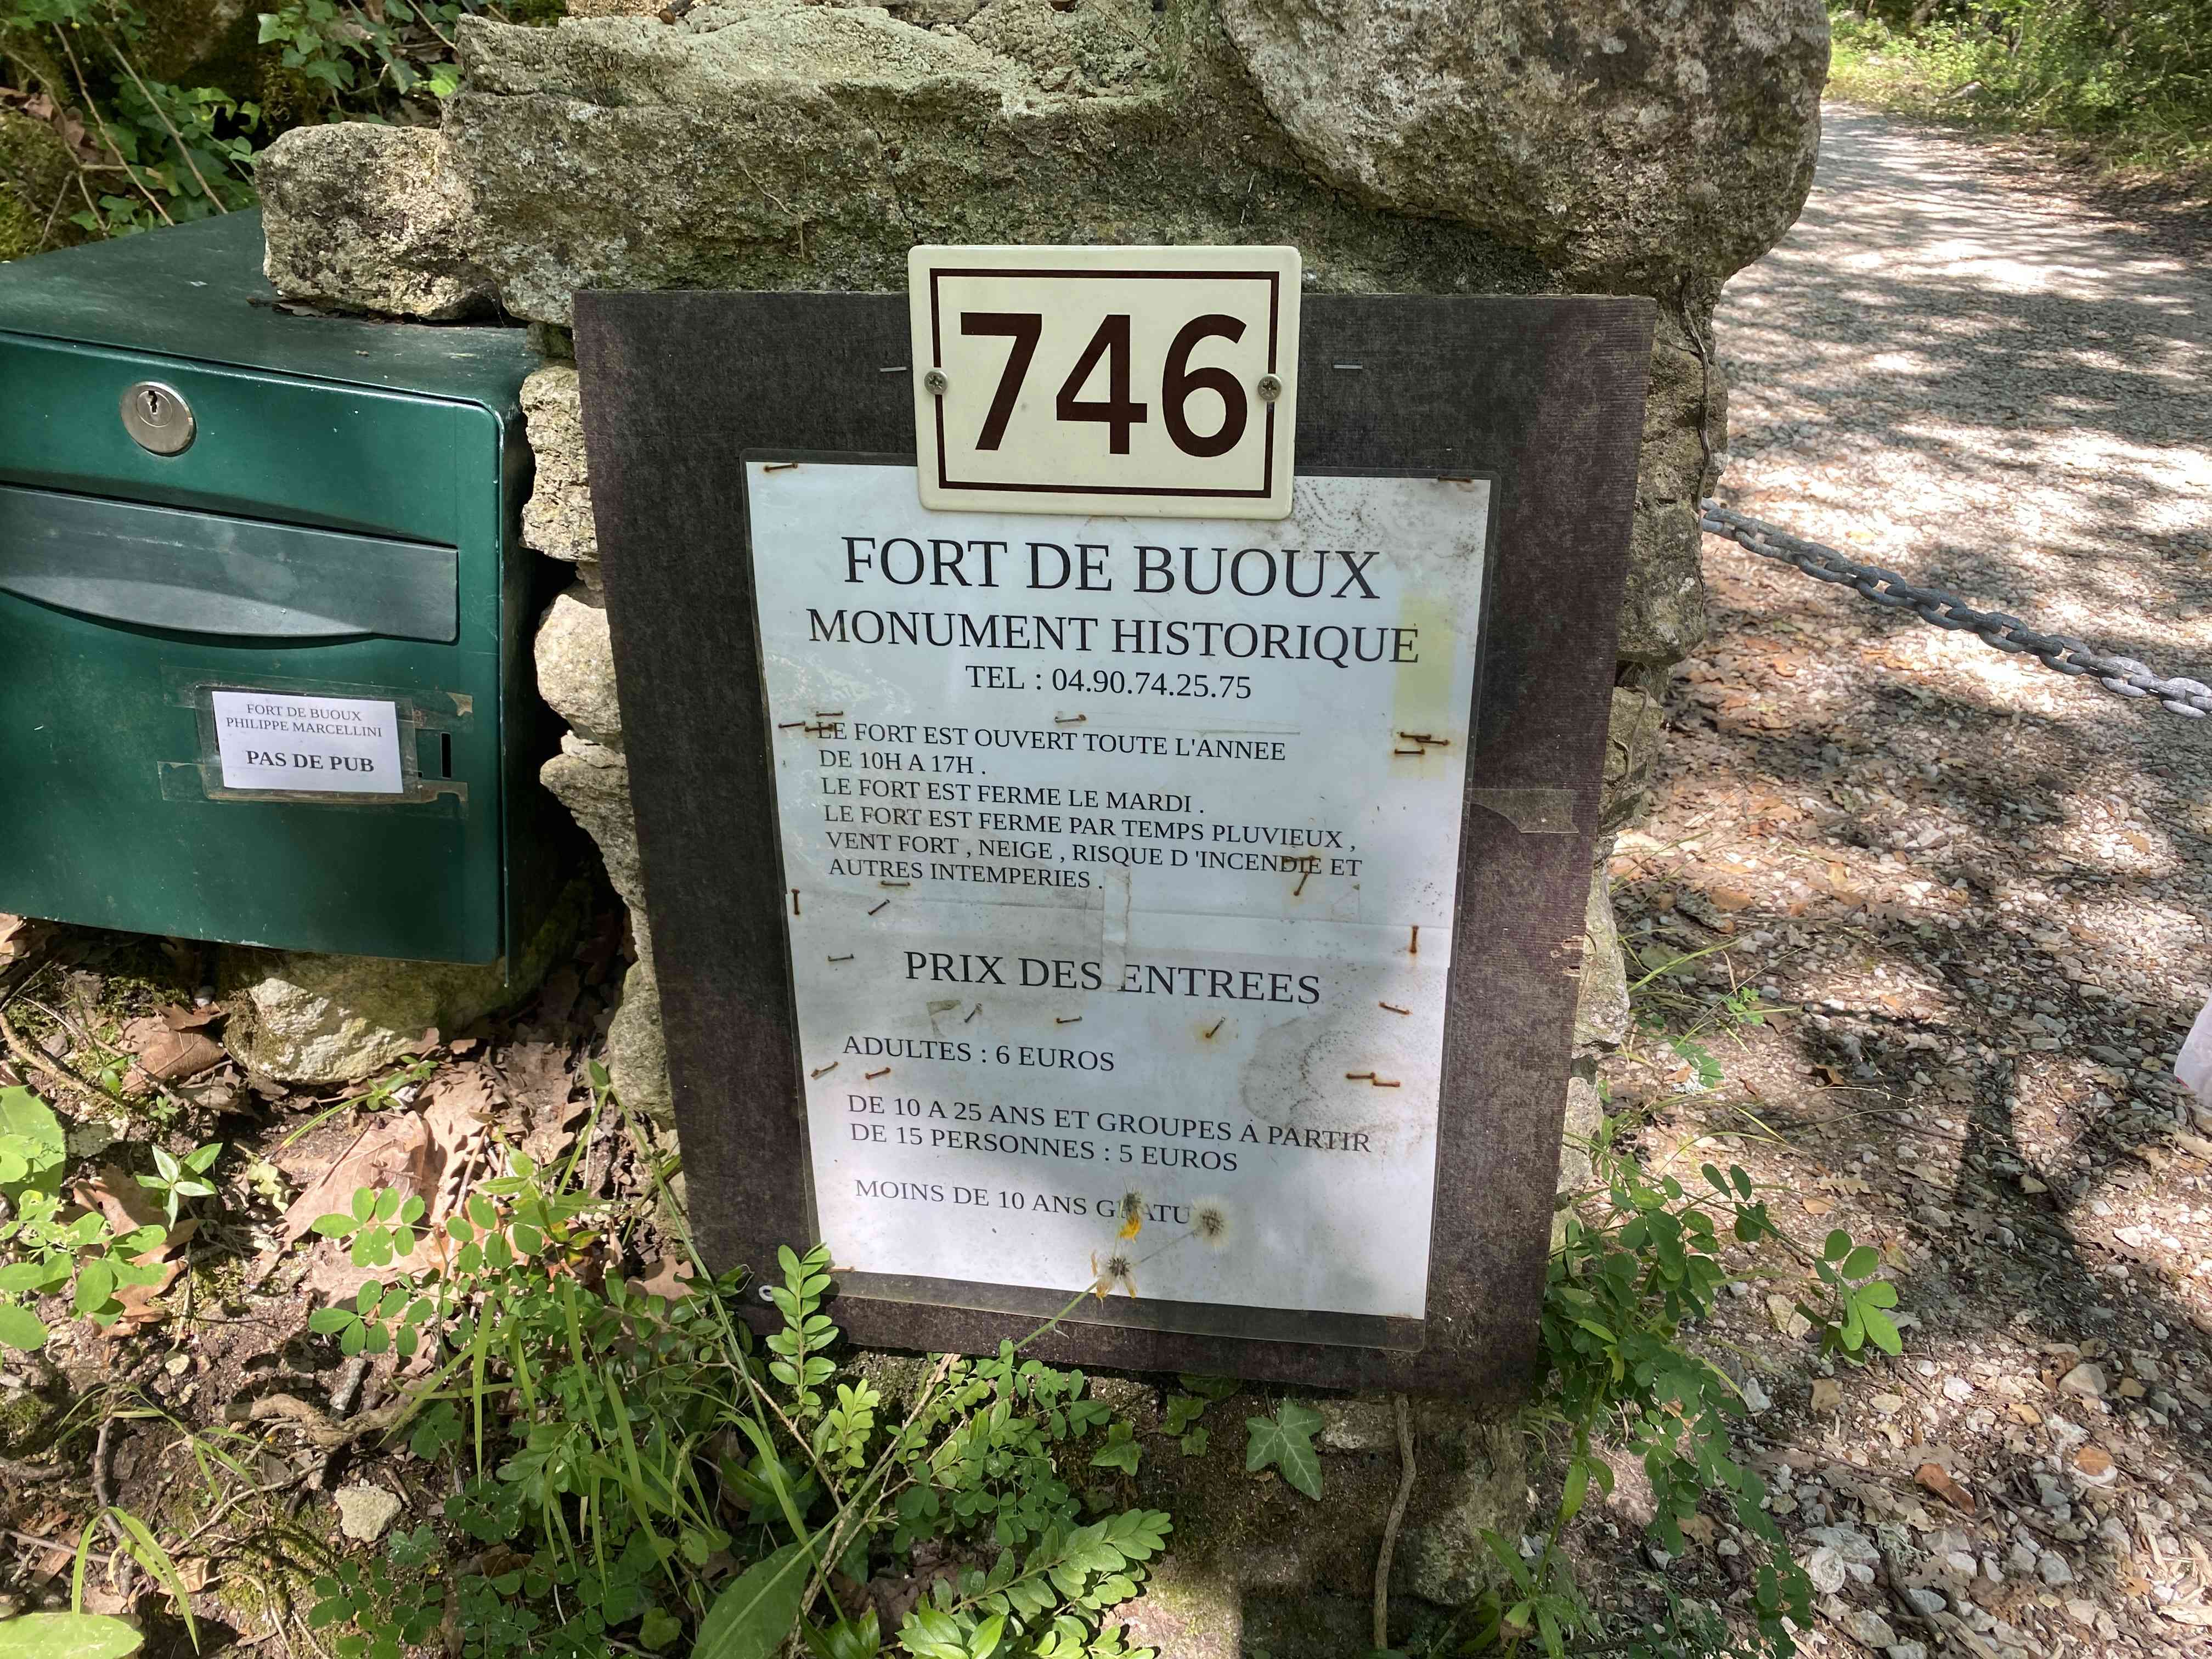 746
FORT DE BUOUX
MONUMENT HISTORIQUE
TEL : 04.90.74.25.75
LE FORT EST OUVERT TOUTE L'ANNEE
DE 10H A 17H .
LE FORT EST FERME LE MARDI .
LE FORT EST FERME PAR TEMPS PLUVIEUX ,
VENT FORT , NEIGE , RISQUE D 'INCENDIE ET
AUTRES INTEMPERIES .
PRIX DES ENTREES
ADULTES : 6 EUROS
DE 10 A 25 ANS ET GROUPES A PARTIR
DE 15 PERSONNES : 5 EUROS
MOINS DE 10 ANS
FORT DE BUOUX
PHILIPPE MARCELLINI
PAS DE PUB